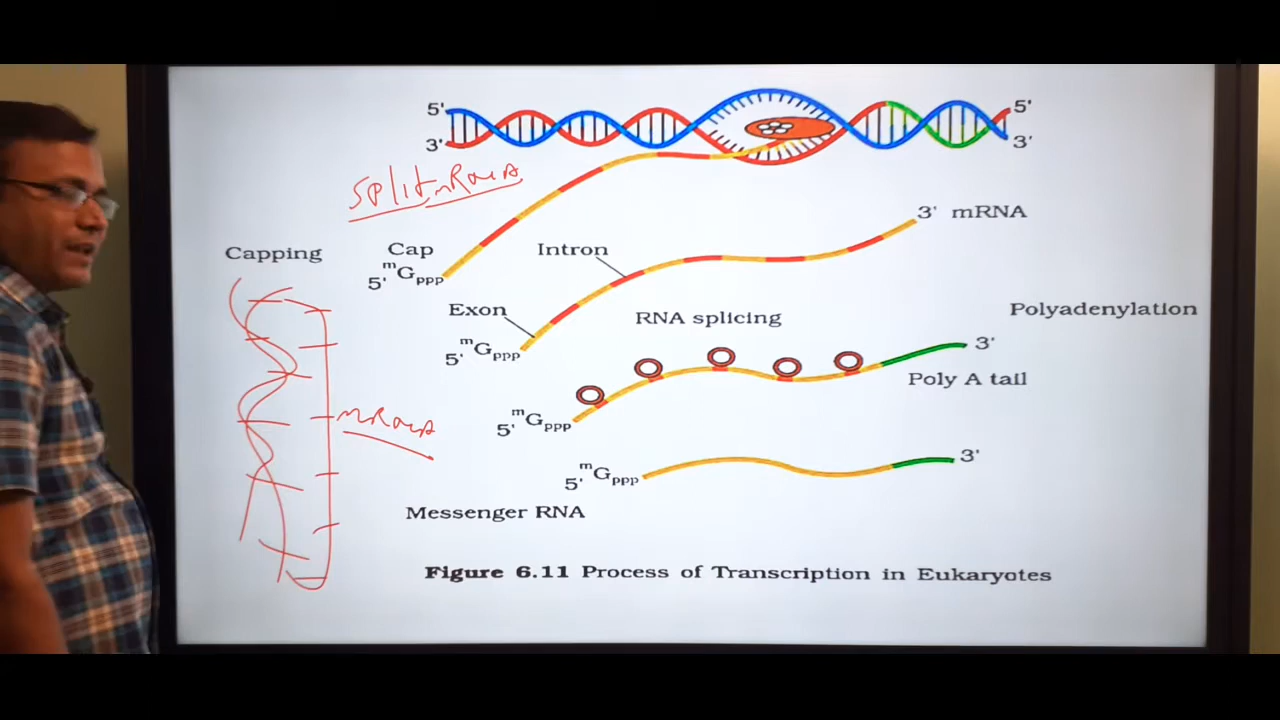 5' 5'
3' 3'
Split mRNA
3' mRNA
Capping
Cap
Intron
5' mGppp
Exon
Polyadenylation
RNA splicing
5' mGppp
3'
Poly A tail
mRNA
5' mGppp
3'
5' mGppp
Messenger RNA
Figure 6.11 Process of Transcription in Eukaryotes